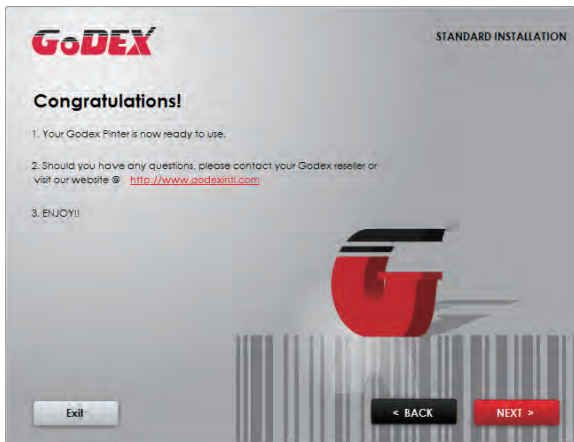 GoDEX
STANDARD INSTALLATION
Congratulations!
1. Your Godex Pinter is now ready to use.
2. Should you have any questions, please contact your Godex reseller or
visit our website @ http://www.godexintl.com
3. ENJOY!!
Exit
< BACK
NEXT >